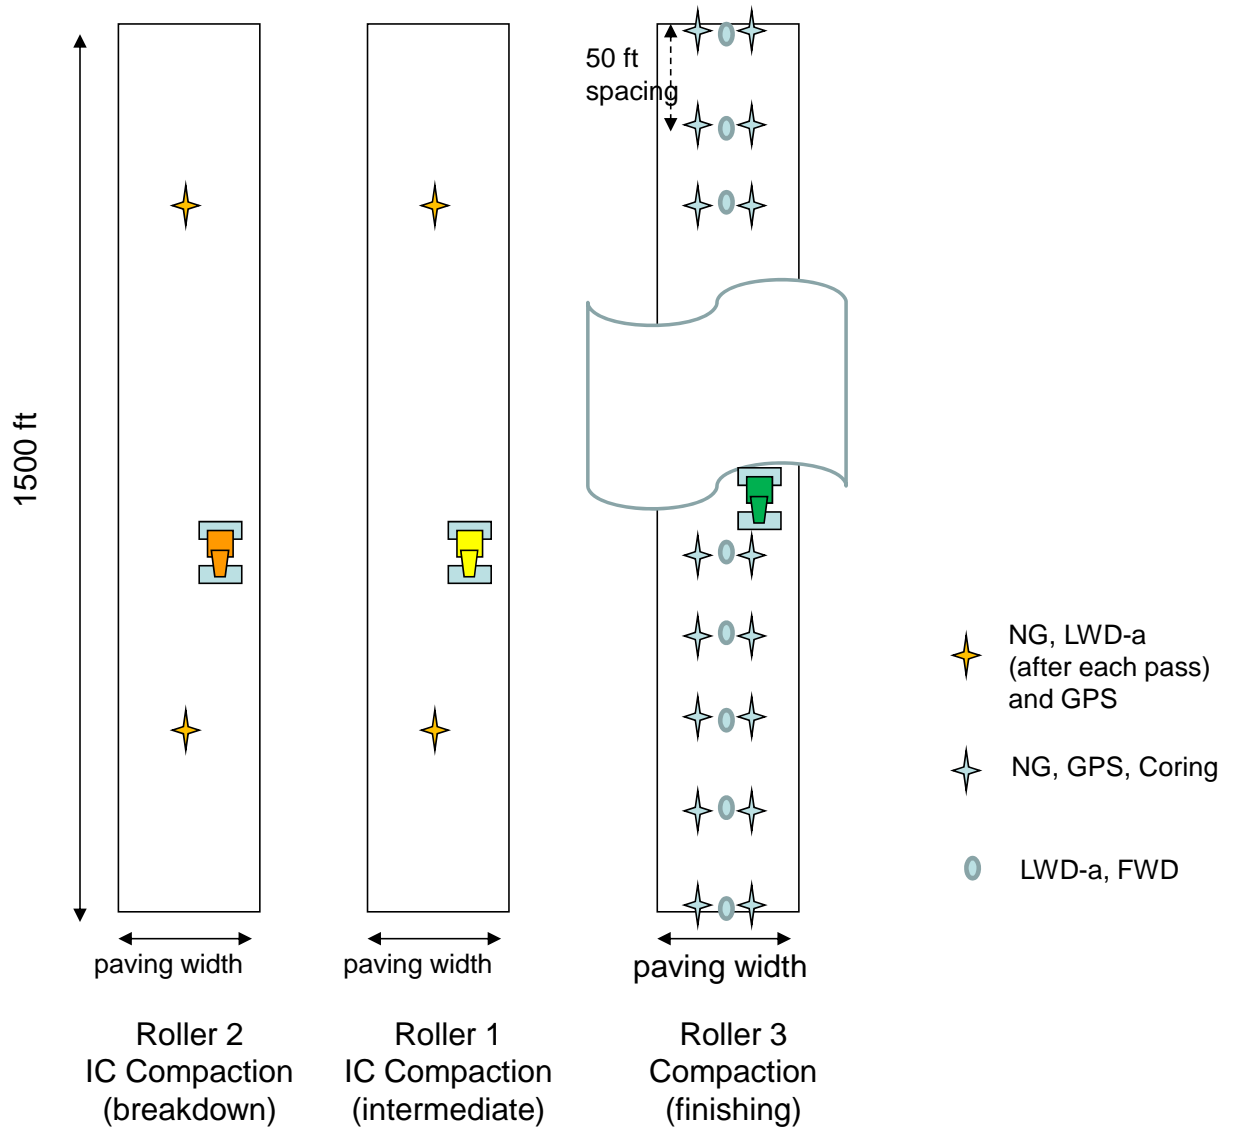 50 ft
spacing
1500 ft
NG, LWD-a
(after each pass)
and GPS
NG, GPS, Coring
LWD-a, FWD
paving width
paving width
paving width
Roller 2
IC Compaction
(breakdown)
Roller 1
IC Compaction
(intermediate)
Roller 3
Compaction
(finishing)